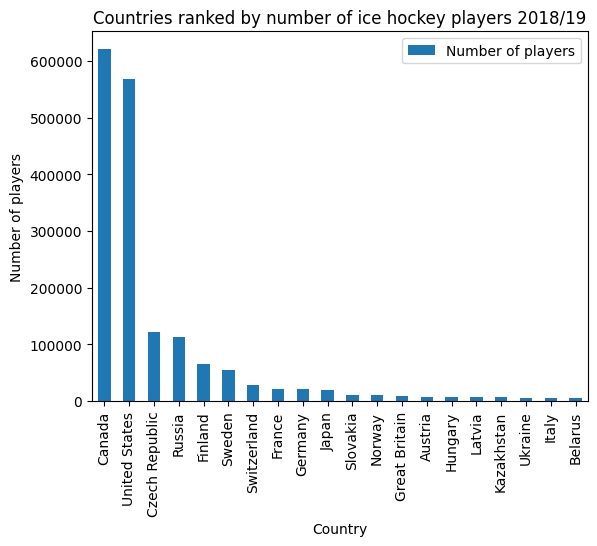 Countries ranked by number of ice hockey players 2018/19
Number of players
600000
500000
400000
300000
200000
100000
0
Number of players
Canada
United States
Czech Republic
Russia
Finland
Sweden
Switzerland
France
Germany
Japan
Slovakia
Norway
Great Britain
Austria
Hungary
Latvia
Kazakhstan
Ukraine
Italy
Belarus
Country